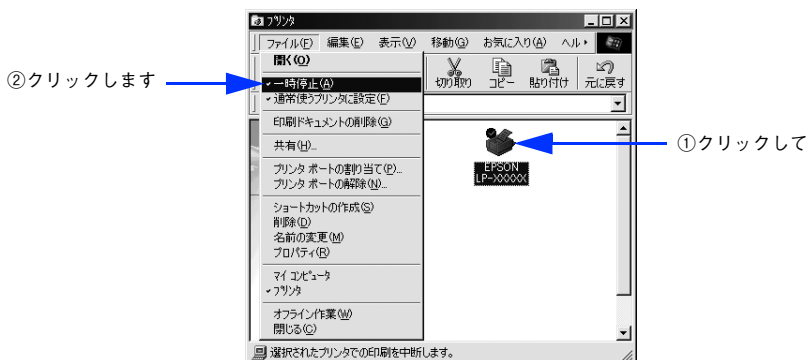 プリンタ
ファイル(F) 編集(E) 表示(V) 移動(G) お気に入り(A) ヘル
開く(O)
②クリックします
一時停止(A)
通常使うプリンタに設定(F)
印刷ドキュメントの削除(G)
共有(H)...
プリンタ ポートの割り当て(P)...
プリンタ ポートの解除(N)...
ショートカットの作成(S)
削除(D)
名前の変更(M)
プロパティ(R)
マイ コンピュータ
プリンタ
オフライン作業(W)
閉じる(C)
切り取り コピー 貼り付け 元に戻す
①クリックして
EPSON
LP-XXXXX
選択されたプリンタでの印刷を中断します。